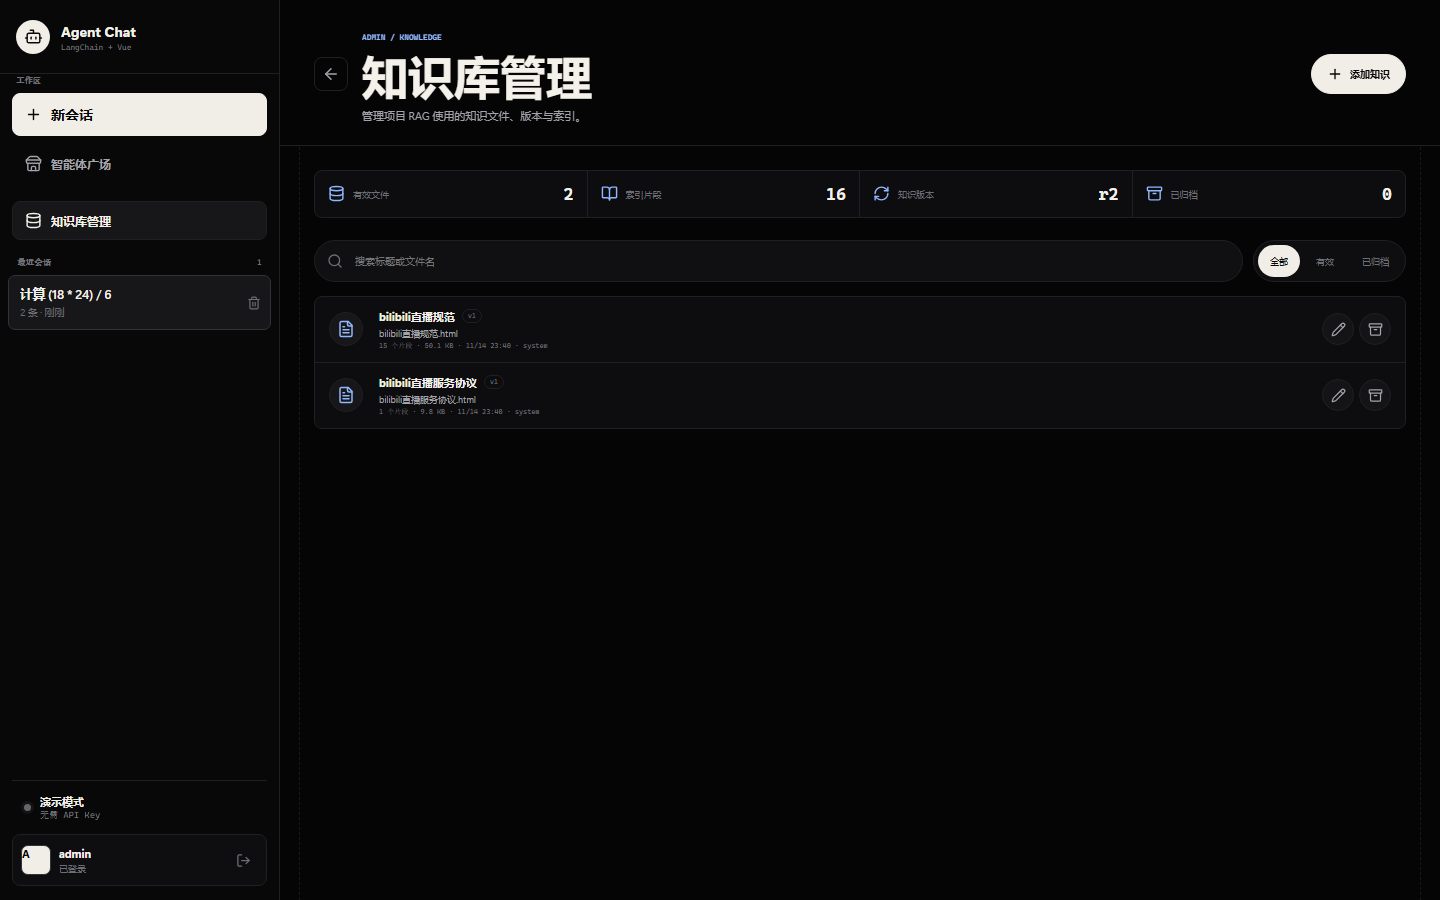 Agent Chat
LangChain + Vue
工作区
新会话
智能体广场
知识库管理
最近会话 1
计算 (18 * 24) / 6
2 条 · 刚刚
演示模式
无需 API Key
A
admin
已登录
ADMIN / KNOWLEDGE
知识库管理
管理项目 RAG 使用的知识文件、版本与索引。
添加知识
有效文件 2
索引片段 16
知识版本 r2
已归档 0
搜索标题或文件名
全部 有效 已归档
bilibili直播规范 v1
bilibili直播规范.html
15 个片段 · 50.1 KB · 11/14 23:40 · system
bilibili直播服务协议 v1
bilibili直播服务协议.html
1 个片段 · 9.8 KB · 11/14 23:40 · system